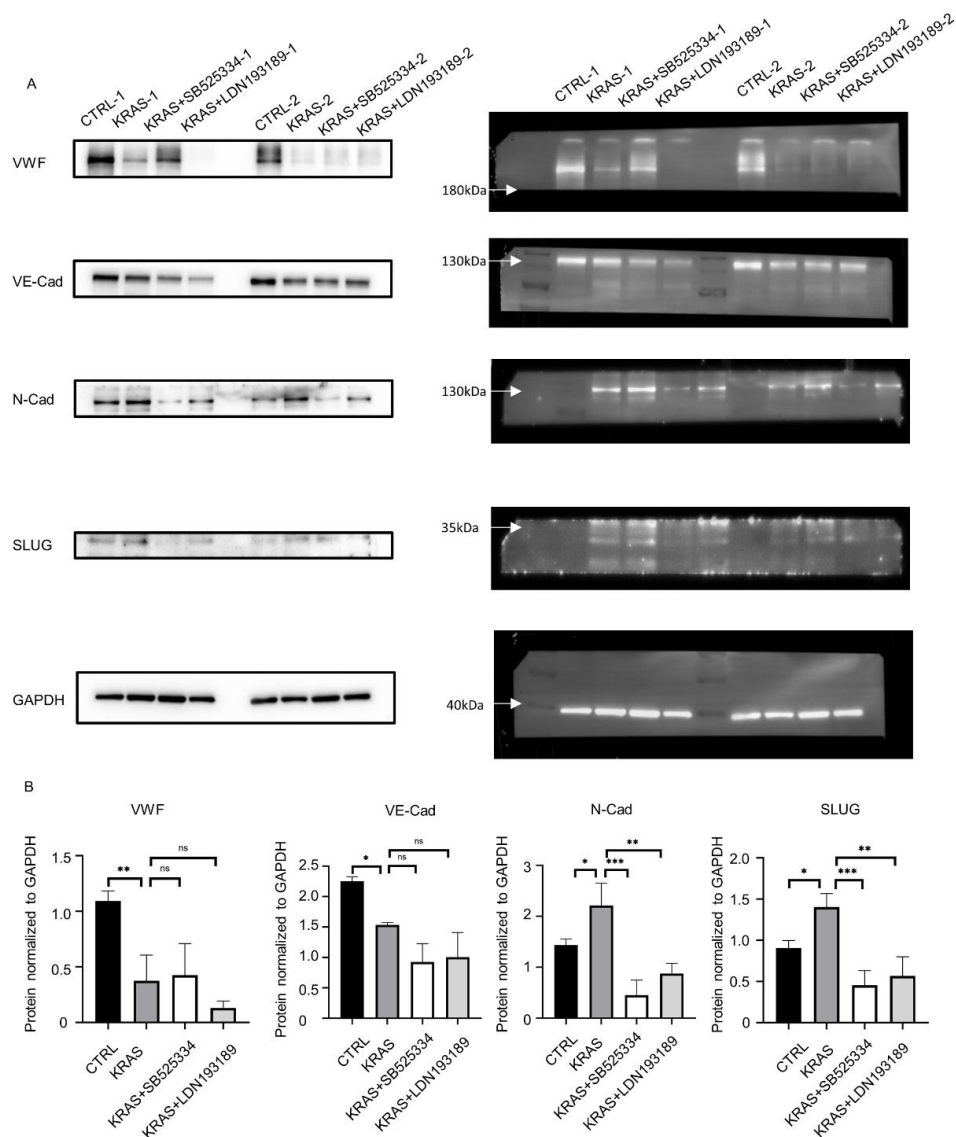 A
CTRL-1
KRAS-1
KRAS+SB525334-1
KRAS+LDN193189-1
CTRL-2
KRAS-2
KRAS+SB525334-2
KRAS+LDN193189-2
CTRL-1
KRAS-1
KRAS+SB525334-1
KRAS+LDN193189-1
CTRL-2
KRAS-2
KRAS+SB525334-2
KRAS+LDN193189-2
VWF
180kDa
VE-Cad
130kDa
N-Cad
130kDa
SLUG
35kDa
GAPDH
40kDa
B
VWF
Protein normalized to GAPDH
1.5
1.0
0.5
0
**
ns
ns
CTRL
KRAS
KRAS+SB525334
KRAS+LDN193189
VE-Cad
Protein normalized to GAPDH
2.5
2.0
1.5
1.0
0.5
0.0
*
ns
ns
CTRL
KRAS
KRAS+SB525334
KRAS+LDN193189
N-Cad
Protein normalized to GAPDH
3
2
1
0
*
***
**
CTRL
KRAS
KRAS+SB525334
KRAS+LDN193189
SLUG
Protein normalized to GAPDH
2.0
1.5
1.0
0.5
0
*
***
**
CTRL
KRAS
KRAS+SB525334
KRAS+LDN193189